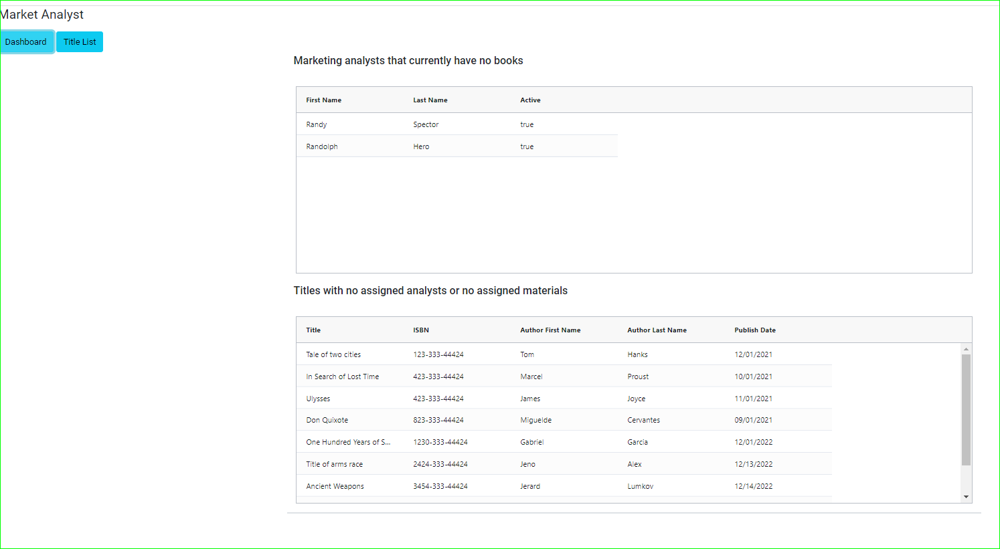 Market Analyst
Dashboard Title List
Marketing analysts that currently have no books
First Name Last Name Active
Randy Spector true
Randolph Hero true
Titles with no assigned analysts or no assigned materials
Title ISBN Author First Name Author Last Name Publish Date
Tale of two cities 123-333-44424 Tom Hanks 12/01/2021
In Search of Lost Time 423-333-44424 Marcel Proust 10/01/2021
Ulysses 423-333-44424 James Joyce 11/01/2021
Don Quixote 823-333-44424 Miguelde Cervantes 09/01/2021
One Hundred Years of S... 1230-333-44424 Gabriel Garcia 12/01/2022
Title of arms race 2424-333-44424 Jeno Alex 12/13/2022
Ancient Weapons 3454-333-44424 Jerard Lumkov 12/14/2022